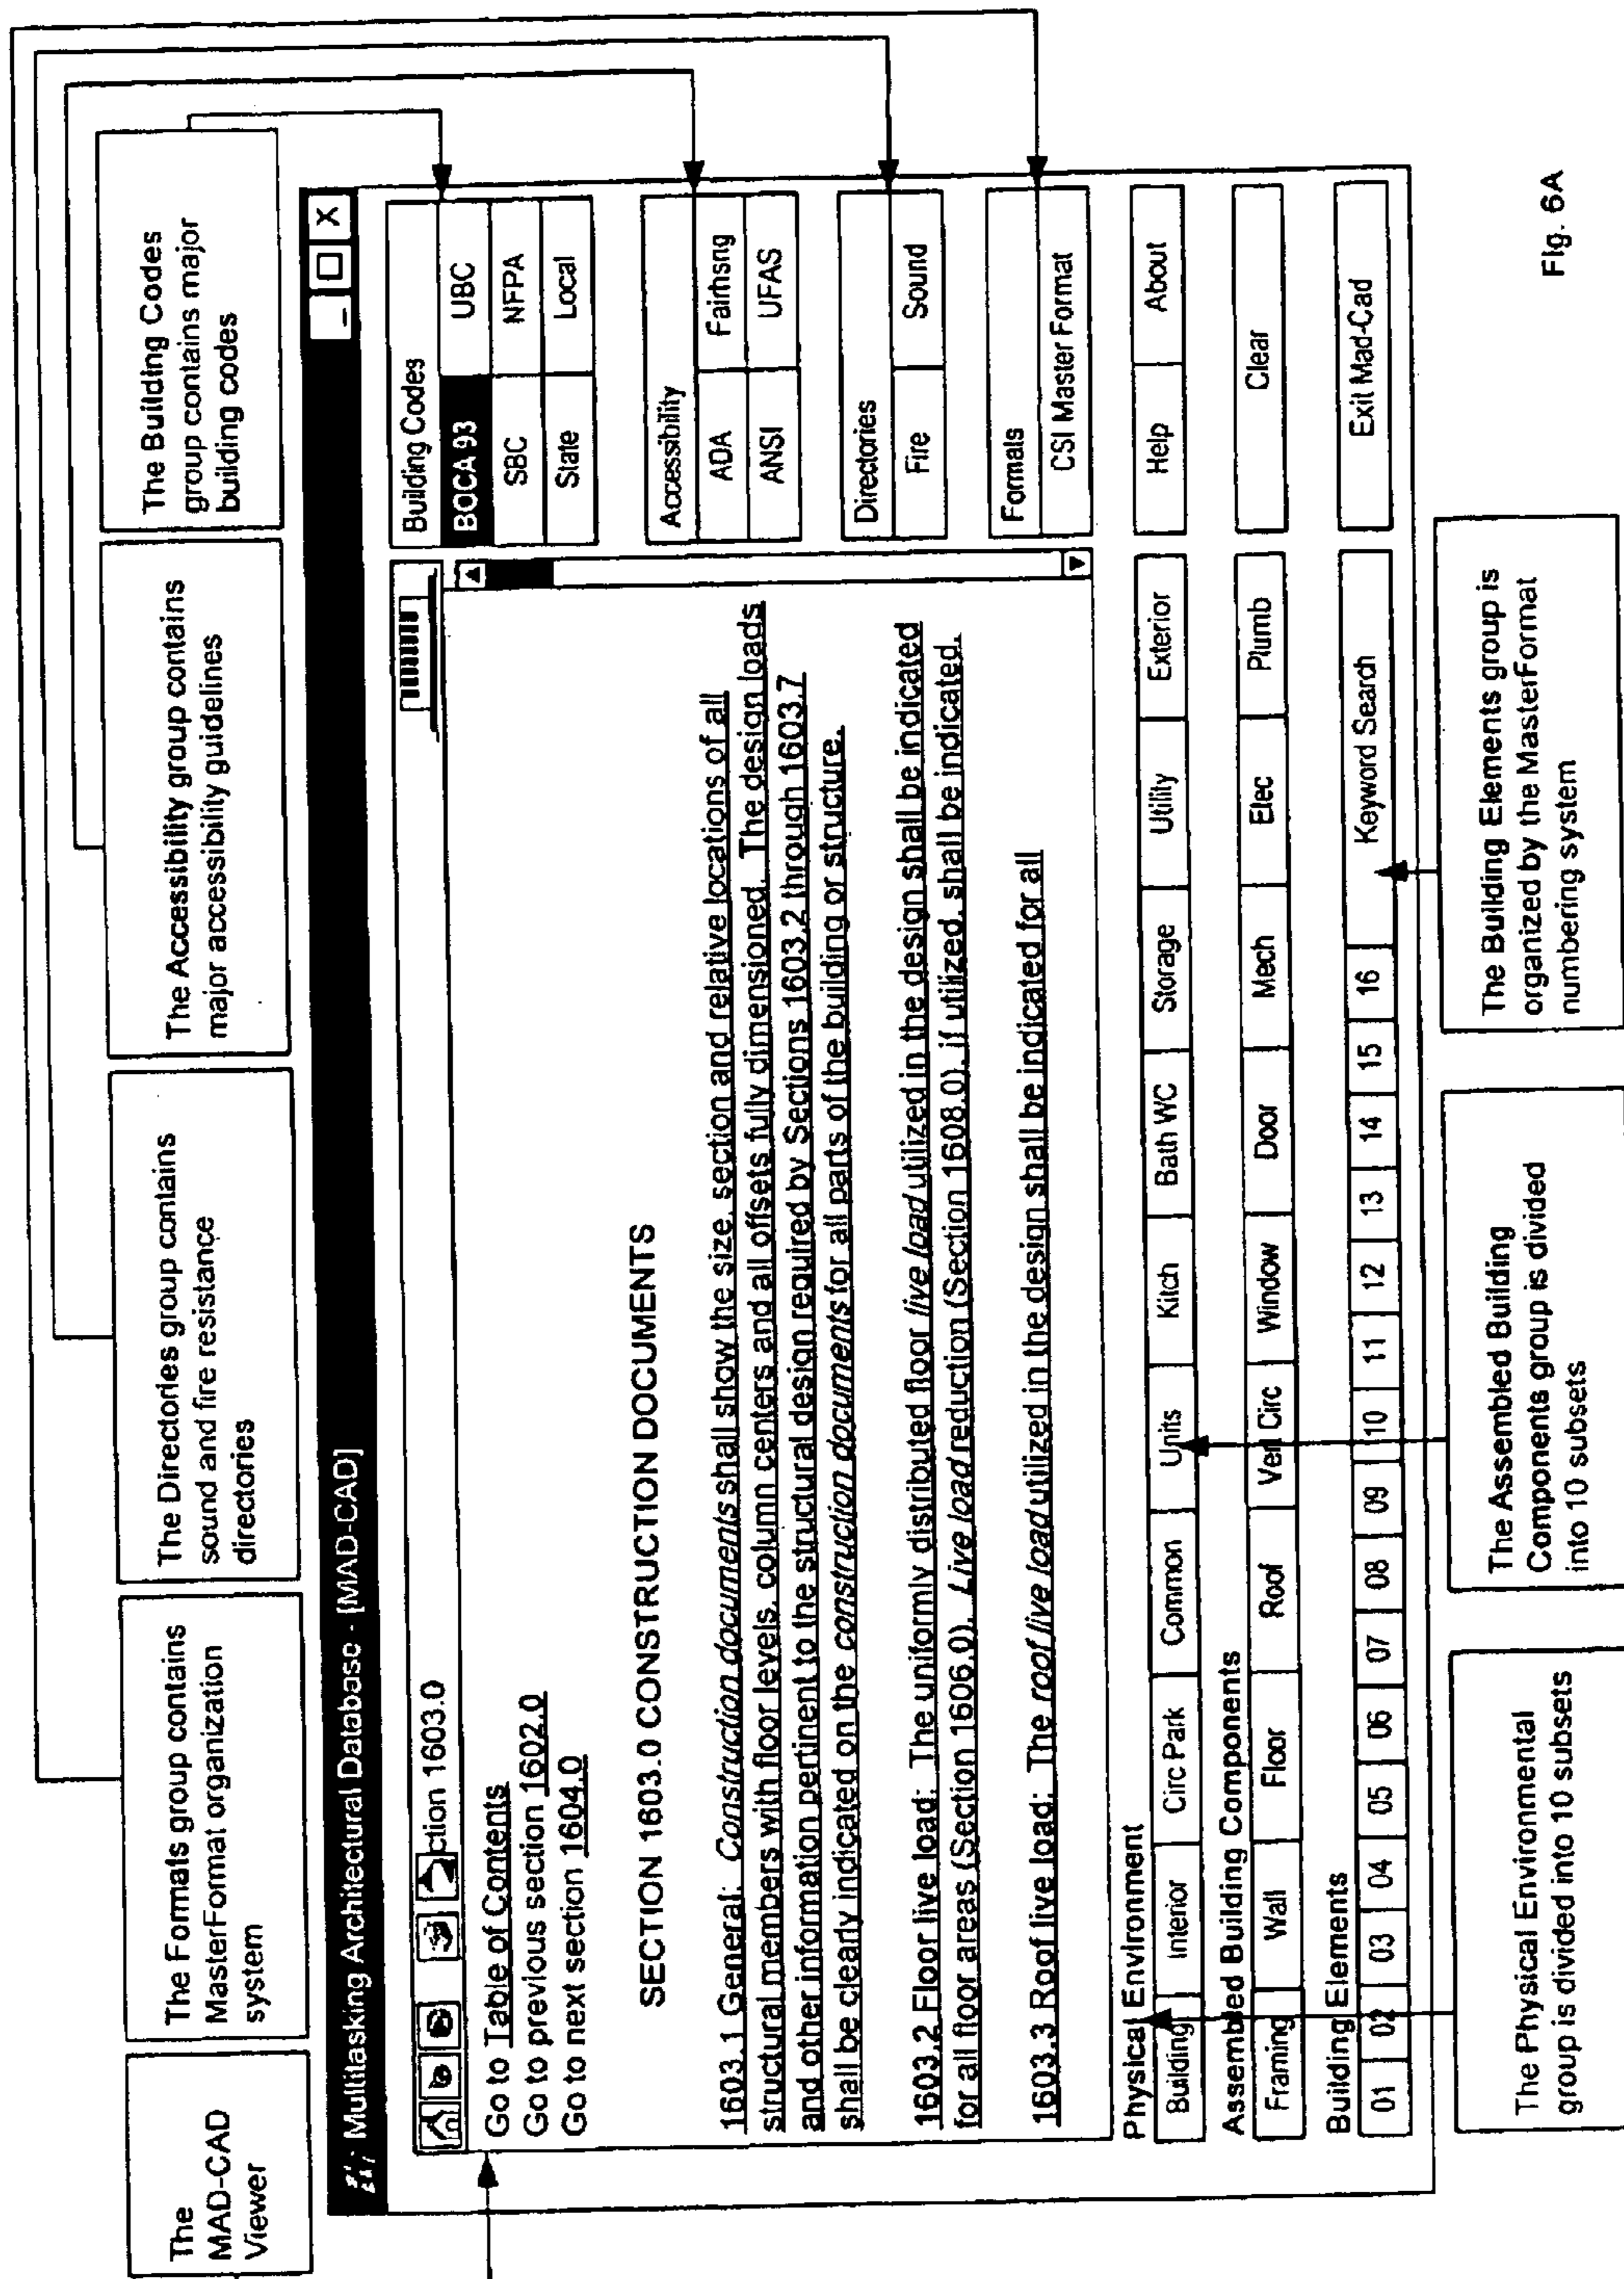 The
MAD-CAD
Viewer
The Formats group contains
MasterFormat organization
system
The Directories group contains
sound and fire resistance
directories
The Accessibility group contains
major accessibility guidelines
The Building Codes
group contains major
building codes
Multitasking Architectural Database - [MAD-CAD]
_ X
ction 1603.0
Go to Table of Contents
Go to previous section 1602.0
Go to next section 1604.0
SECTION 1603.0 CONSTRUCTION DOCUMENTS
1603.1 General: Construction documents shall show the size, section and relative locations of all
structural members with floor levels, column centers and all offsets fully dimensioned. The design loads
and other information pertinent to the structural design required by Sections 1603.2 through 1603.7
shall be clearly indicated on the construction documents for all parts of the building or structure.
1603.2 Floor live load: The uniformly distributed floor live load utilized in the design shall be indicated
for all floor areas (Section 1606.0). Live load reduction (Section 1608.0), if utilized, shall be indicated.
1603.3 Roof live load: The roof live load utilized in the design shall be indicated for all
Building Codes
BOCA 93 UBC
SBC NFPA
State Local
Accessibility
ADA Fairhsng
ANSI UFAS
Directories
Fire Sound
Formats
CSI Master Format
Physical Environment
Building Interior Circ Park Common Units Kitch Bath WC Storage Utility Exterior Help About
Assembled Building Components
Framing Wall Floor Roof Vert Circ Window Door Mech Elec Plumb Clear
Building Elements
01 02 03 04 05 06 07 08 09 10 11 12 13 14 15 16 Keyword Search Exit Mad-Cad
The Physical Environmental
group is divided into 10 subsets
The Assembled Building
Components group is divided
into 10 subsets
The Building Elements group is
organized by the MasterFormat
numbering system
Fig. 6A